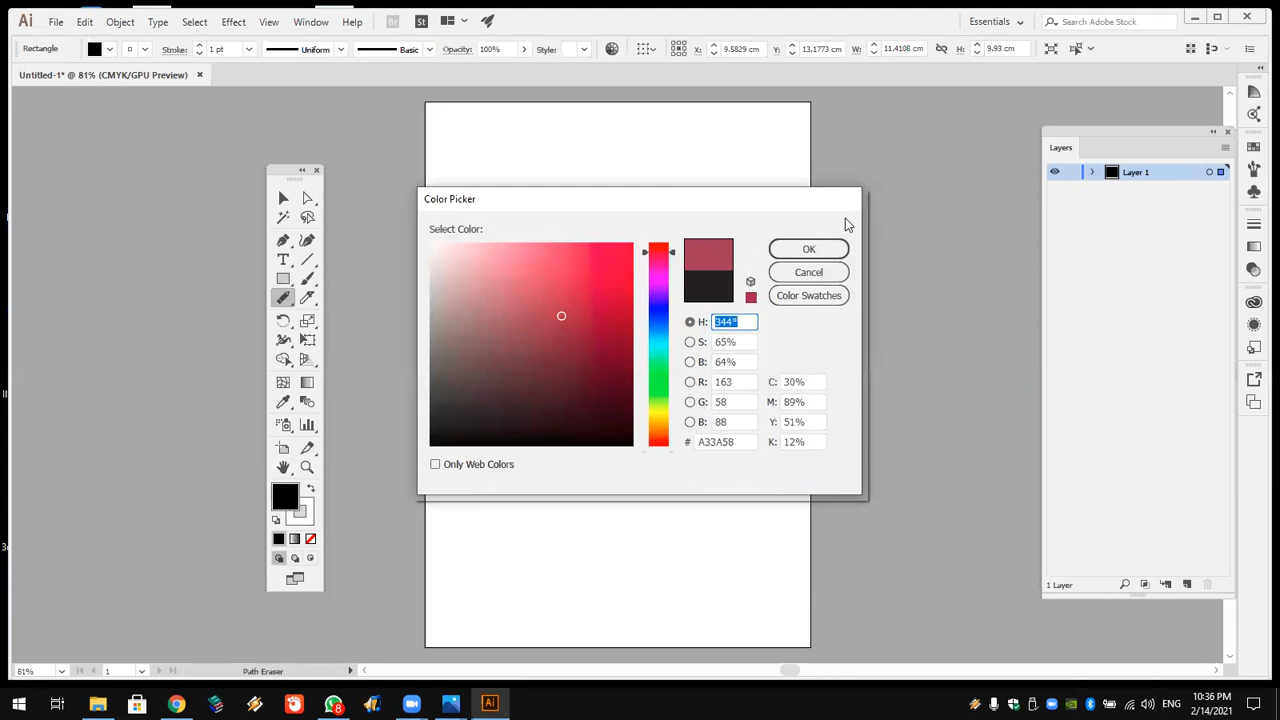 Ai File Edit Object Type Select Effect View Window Help Br St Essentials Search Adobe Stock
Rectangle Stroke: 1 pt Uniform Basic Opacity: 100% Style: X: 9.5829 cm Y: 13.1773 cm W: 11.4108 cm H: 9.93 cm
Untitled-1* @ 81% (CMYK/GPU Preview)
Layers
Layer 1
Color Picker
Select Color:
OK
Cancel
Color Swatches
H: 344°
S: 65%
B: 64%
R: 163 C: 30%
G: 58 M: 89%
B: 88 Y: 51%
# A33A58 K: 12%
Only Web Colors
1 Layer
81% 1 Path Eraser
8 Ai ENG 10:36 PM
2/14/2021